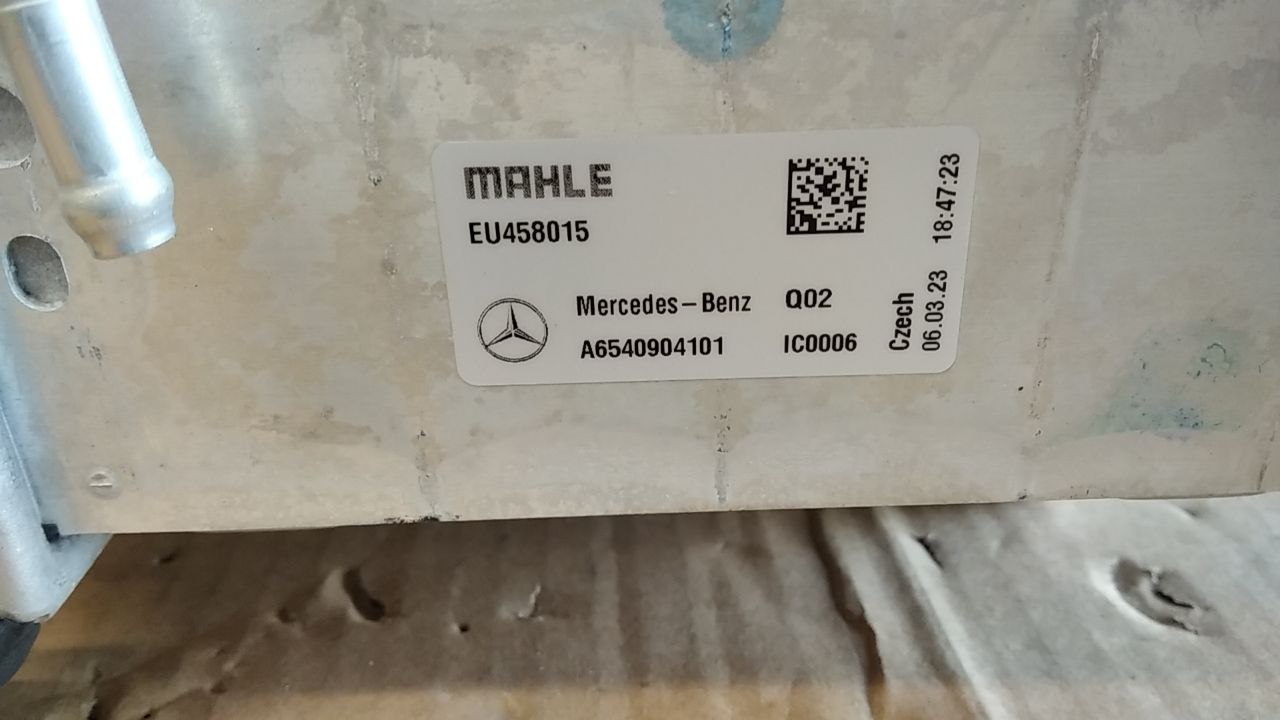 MAHLE
EU458015
Mercedes-Benz Q02
A6540904101 IC0006
Czech
06.03.23 18:47:23